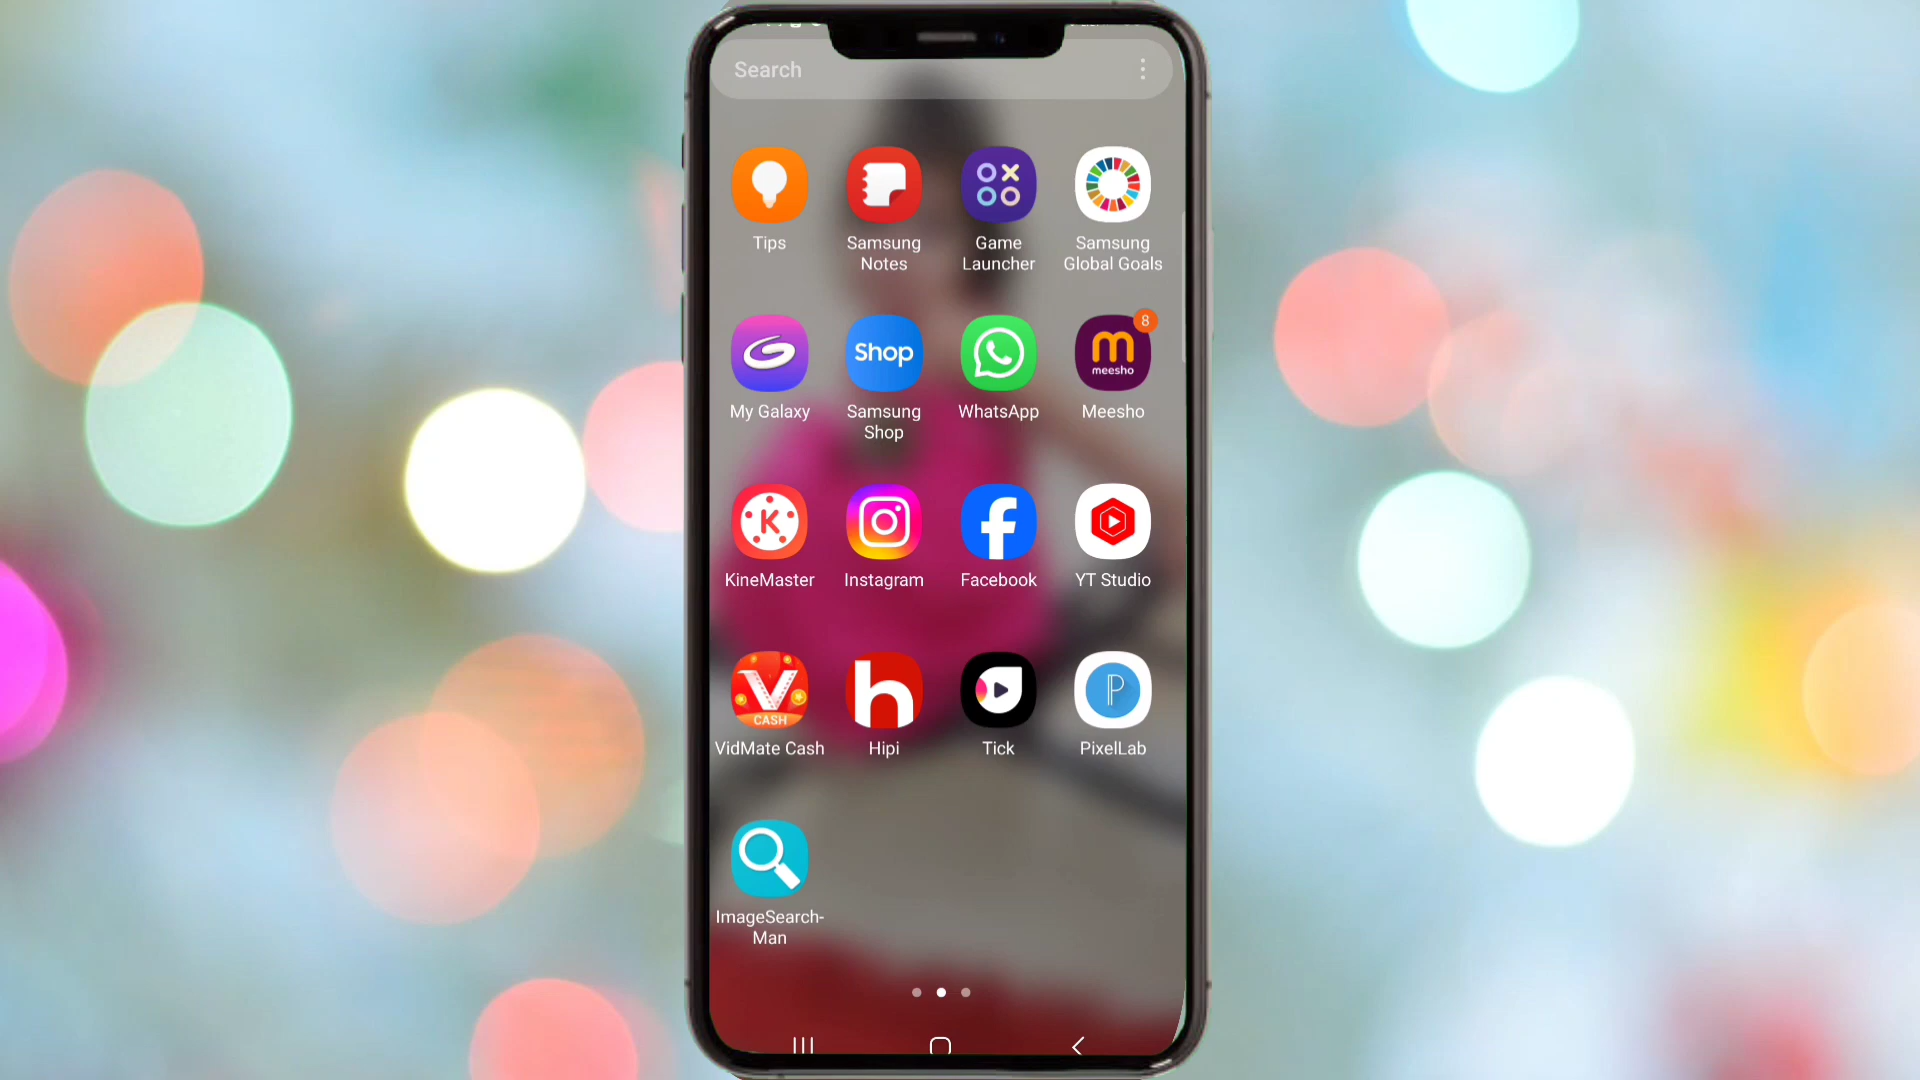 Search
Tips
Samsung
Notes
Game
Launcher
Samsung
Global Goals
Shop
8
meesho
My Galaxy
Samsung
Shop
WhatsApp
Meesho
K
KineMaster
Instagram
Facebook
YT Studio
CASH
h
P
VidMate Cash
Hipi
Tick
PixelLab
ImageSearch-
Man